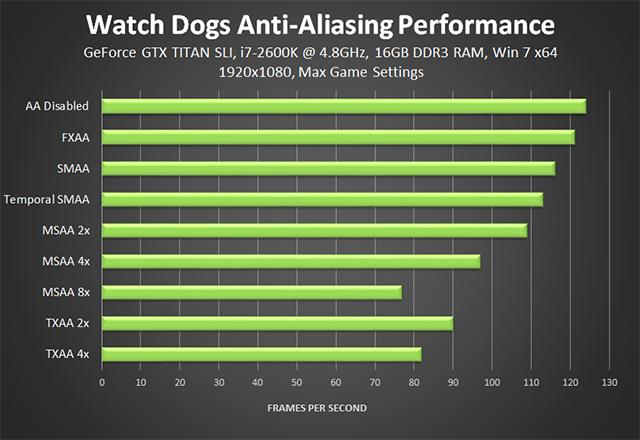 Watch Dogs Anti-Aliasing Performance
GeForce GTX TITAN SLI, i7-2600K @ 4.8GHz, 16GB DDR3 RAM, Win 7 x64
1920x1080, Max Game Settings
AA Disabled
FXAA
SMAA
Temporal SMAA
MSAA 2x
MSAA 4x
MSAA 8x
TXAA 2x
TXAA 4x
0 10 20 30 40 50 60 70 80 90 100 110 120 130
FRAMES PER SECOND